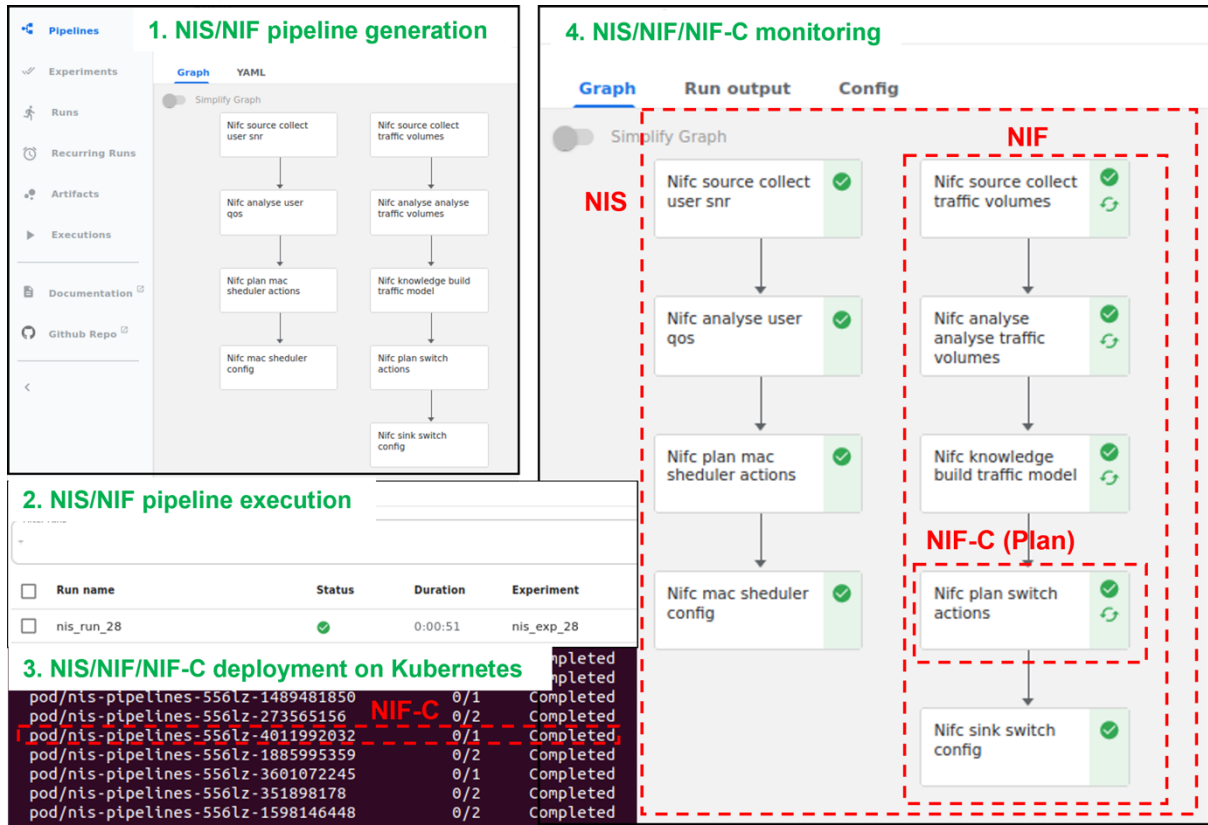 1. NIS/NIF pipeline generation
Pipelines
Experiments
Runs
Recurring Runs
Artifacts
Executions
Documentation
Github Repo
Graph YAML
Simplify Graph
Nifc source collect
user snr
Nifc source collect
traffic volumes
Nifc analyse user
qos
Nifc analyse analyse
traffic volumes
Nifc plan mac
sheduler actions
Nifc knowledge build
traffic model
Nifc mac sheduler
config
Nifc plan switch
actions
Nifc sink switch
config
2. NIS/NIF pipeline execution
Run name Status Duration Experiment
nis_run_28 0:00:51 nis_exp_28
3. NIS/NIF/NIF-C deployment on Kubernetes
Completed
pod/nis-pipelines-556lz-1489481850 0/1 Completed
pod/nis-pipelines-556lz-273565156 0/2 Completed
NIF-C
pod/nis-pipelines-556lz-4011992032 0/1 Completed
pod/nis-pipelines-556lz-1885995359 0/2 Completed
pod/nis-pipelines-556lz-3601072245 0/1 Completed
pod/nis-pipelines-556lz-351898178 0/2 Completed
pod/nis-pipelines-556lz-1598146448 0/2 Completed
4. NIS/NIF/NIF-C monitoring
Graph Run output Config
Simplify Graph
NIS
NIF
Nifc source collect
user snr
Nifc source collect
traffic volumes
Nifc analyse user
qos
Nifc analyse
analyse traffic
volumes
Nifc plan mac
sheduler actions
Nifc knowledge
build traffic model
NIF-C (Plan)
Nifc mac sheduler
config
Nifc plan switch
actions
Nifc sink switch
config